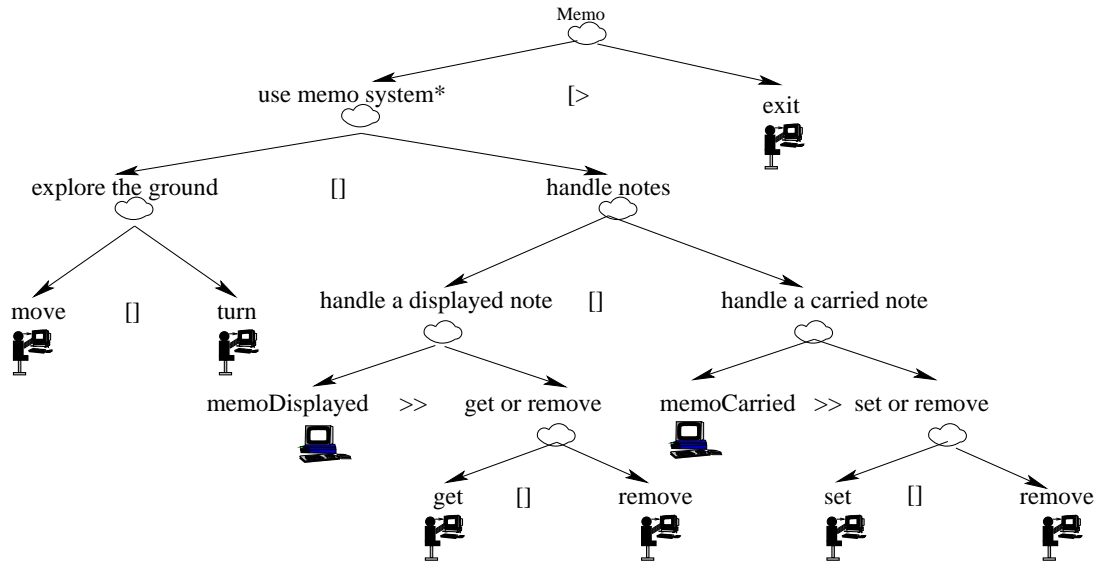 Memo
use memo system* [> exit
explore the ground [] handle notes
move [] turn
handle a displayed note [] handle a carried note
memoDisplayed >> get or remove memoCarried >> set or remove
get [] remove set [] remove